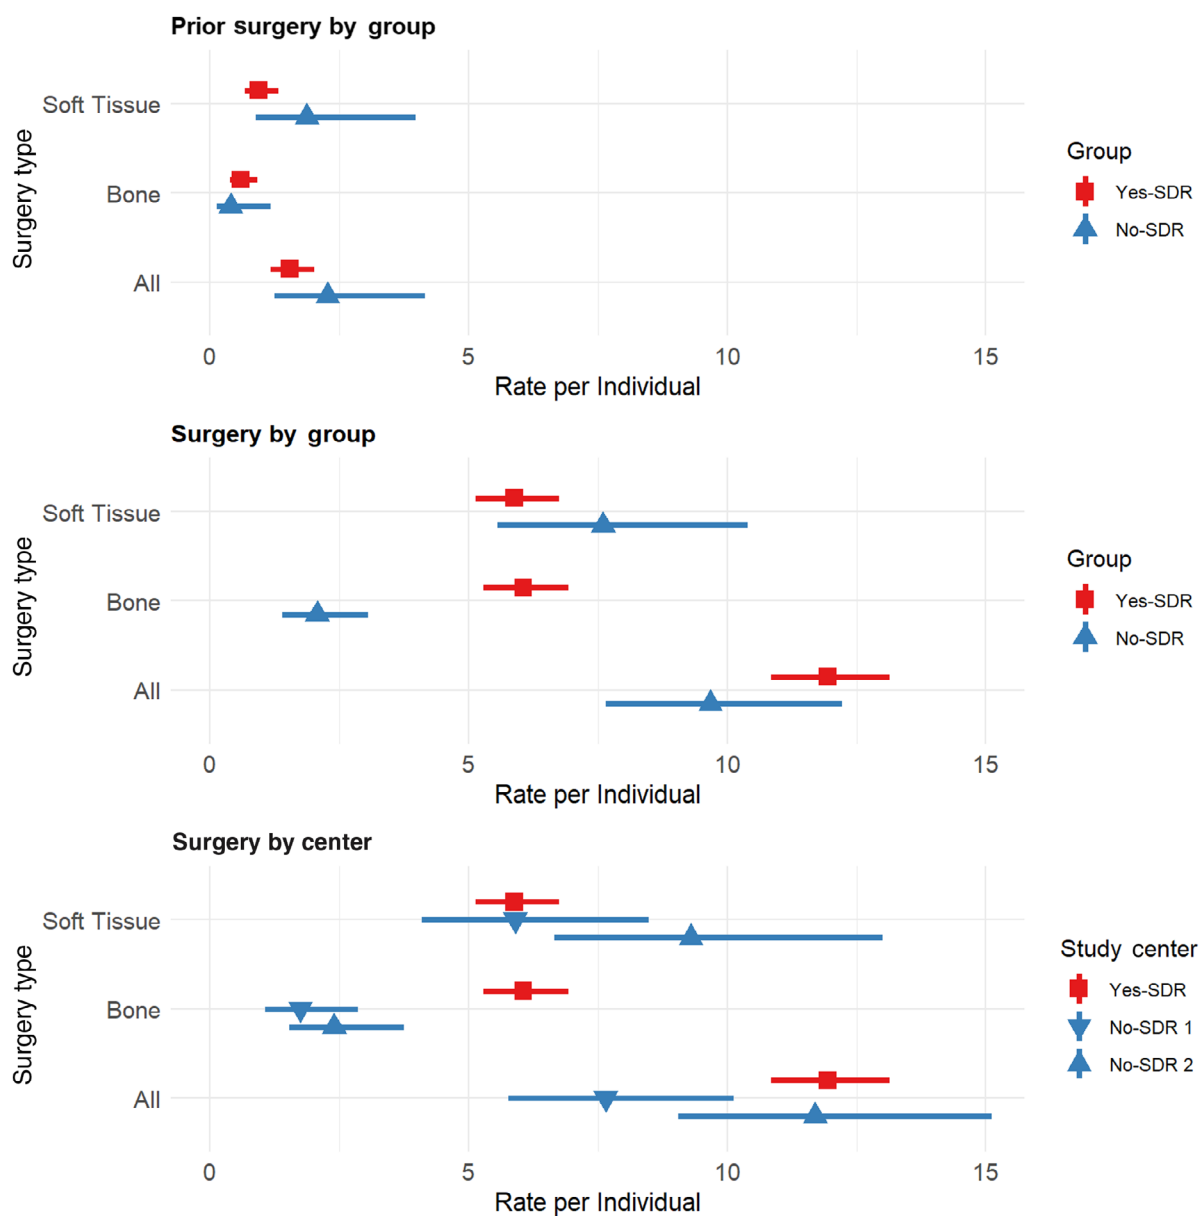 Prior surgery by group
Surgery type
Soft Tissue
Bone
All
0 5 10 15
Rate per Individual
Group
Yes-SDR
No-SDR
Surgery by group
Surgery type
Soft Tissue
Bone
All
0 5 10 15
Rate per Individual
Group
Yes-SDR
No-SDR
Surgery by center
Surgery type
Soft Tissue
Bone
All
0 5 10 15
Rate per Individual
Study center
Yes-SDR
No-SDR 1
No-SDR 2